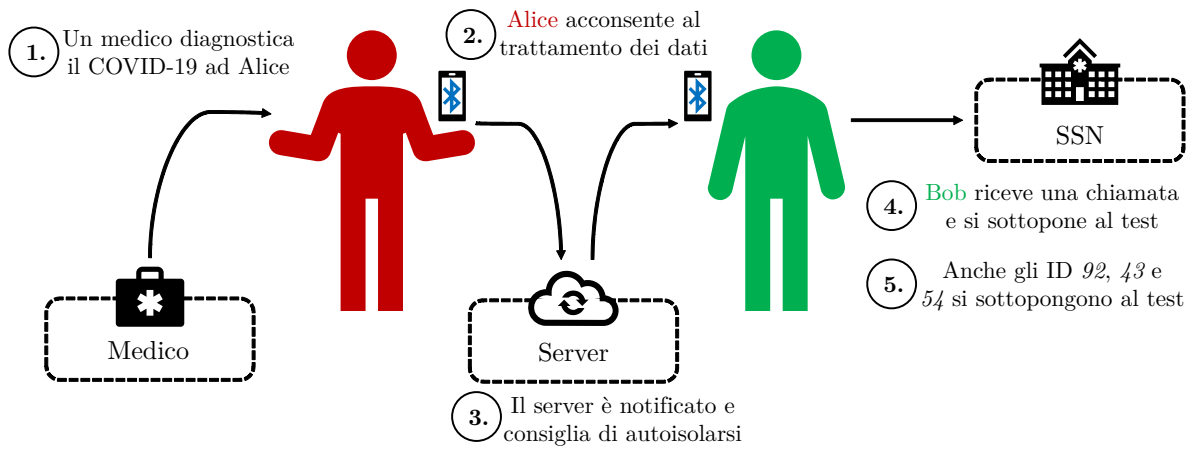 1.
Un medico diagnostica
il COVID-19 ad Alice
2.
Alice acconsente al
trattamento dei dati
Medico
Server
3.
Il server è notificato e
consiglia di autoisolarsi
SSN
4.
Bob riceve una chiamata
e si sottopone al test
5.
Anche gli ID 92, 43 e
54 si sottopongono al test